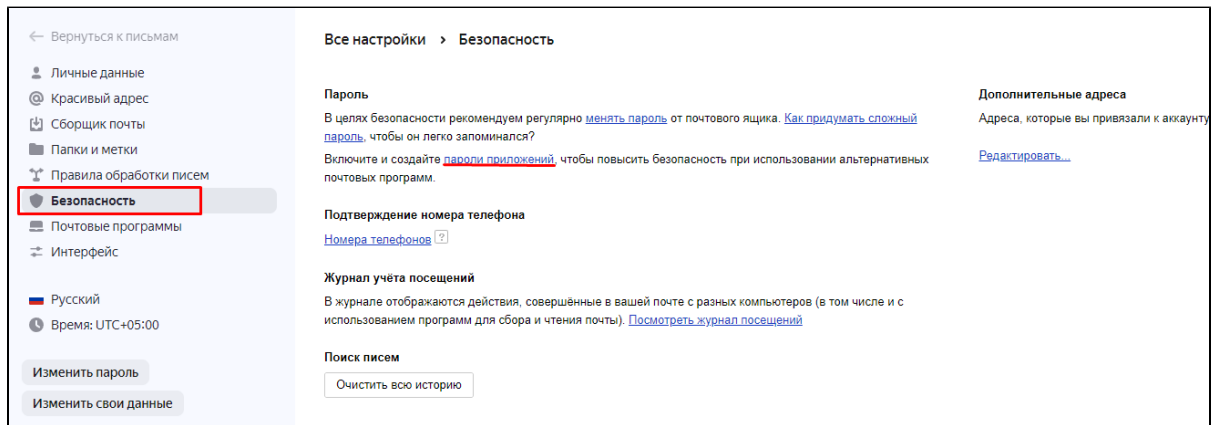 Вернуться к письмам
Личные данные
Красивый адрес
Сборщик почты
Папки и метки
Правила обработки писем
Безопасность
Почтовые программы
Интерфейс
Русский
Время: UTC+05:00
Изменить пароль
Изменить свои данные
Все настройки › Безопасность
Пароль
В целях безопасности рекомендуем регулярно менять пароль от почтового ящика. Как придумать сложный
пароль, чтобы он легко запоминался?
Включите и создайте пароли приложений, чтобы повысить безопасность при использовании альтернативных
почтовых программ.
Подтверждение номера телефона
Номера телефонов ?
Журнал учёта посещений
В журнале отображаются действия, совершённые в вашей почте с разных компьютеров (в том числе и с
использованием программ для сбора и чтения почты). Посмотреть журнал посещений
Поиск писем
Очистить всю историю
Дополнительные адреса
Адреса, которые вы привязали к аккаунту
Редактировать...